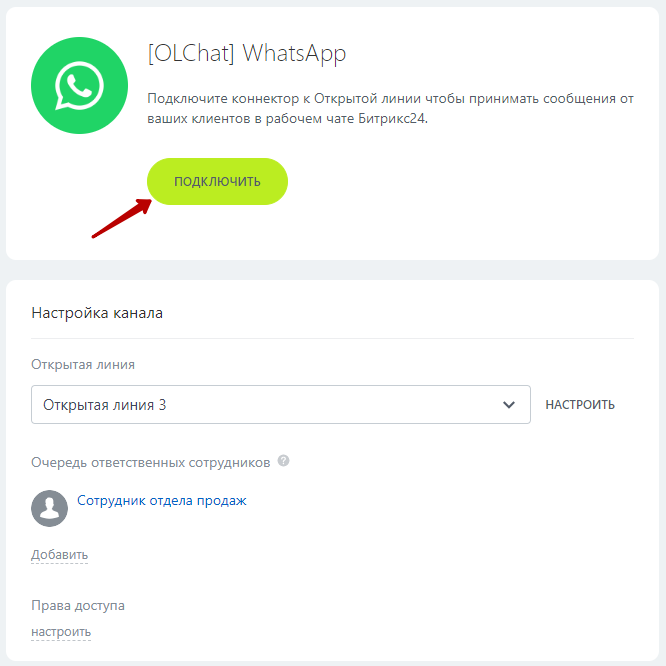 [OLChat] WhatsApp
Подключите коннектор к Открытой линии чтобы принимать сообщения от
ваших клиентов в рабочем чате Битрикс24.
ПОДКЛЮЧИТЬ
Настройка канала
Открытая линия
Открытая линия 3
НАСТРОИТЬ
Очередь ответственных сотрудников ?
Сотрудник отдела продаж
Добавить
Права доступа
настроить